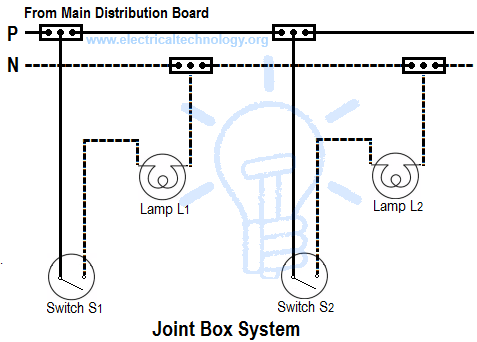 From Main Distribution Board
P
www.electricaltechnology.org
N
Lamp L1
Lamp L2
Switch S1
Switch S2
Joint Box System